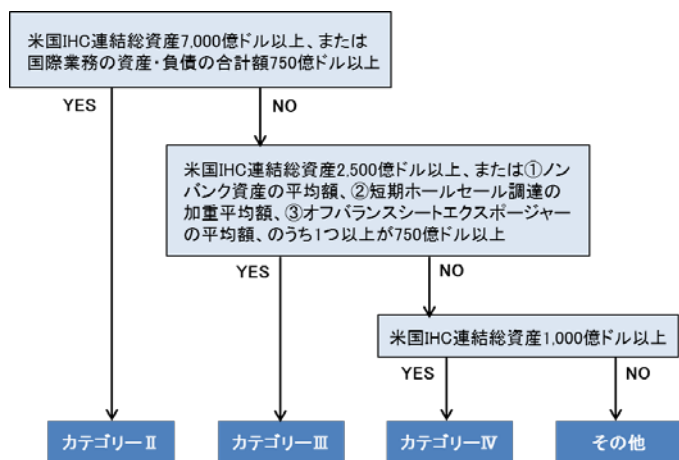 米国IHC連結総資産7,000億ドル以上、または
国際業務の資産・負債の合計額750億ドル以上
YES
NO
米国IHC連結総資産2,500億ドル以上、または①ノン
バンク資産の平均額、②短期ホールセール調達の
加重平均額、③オフバランスシートエクスポージャー
の平均額、のうち1つ以上が750億ドル以上
YES
NO
米国IHC連結総資産1,000億ドル以上
YES
NO
カテゴリーⅡ
カテゴリーⅢ
カテゴリーⅣ
その他